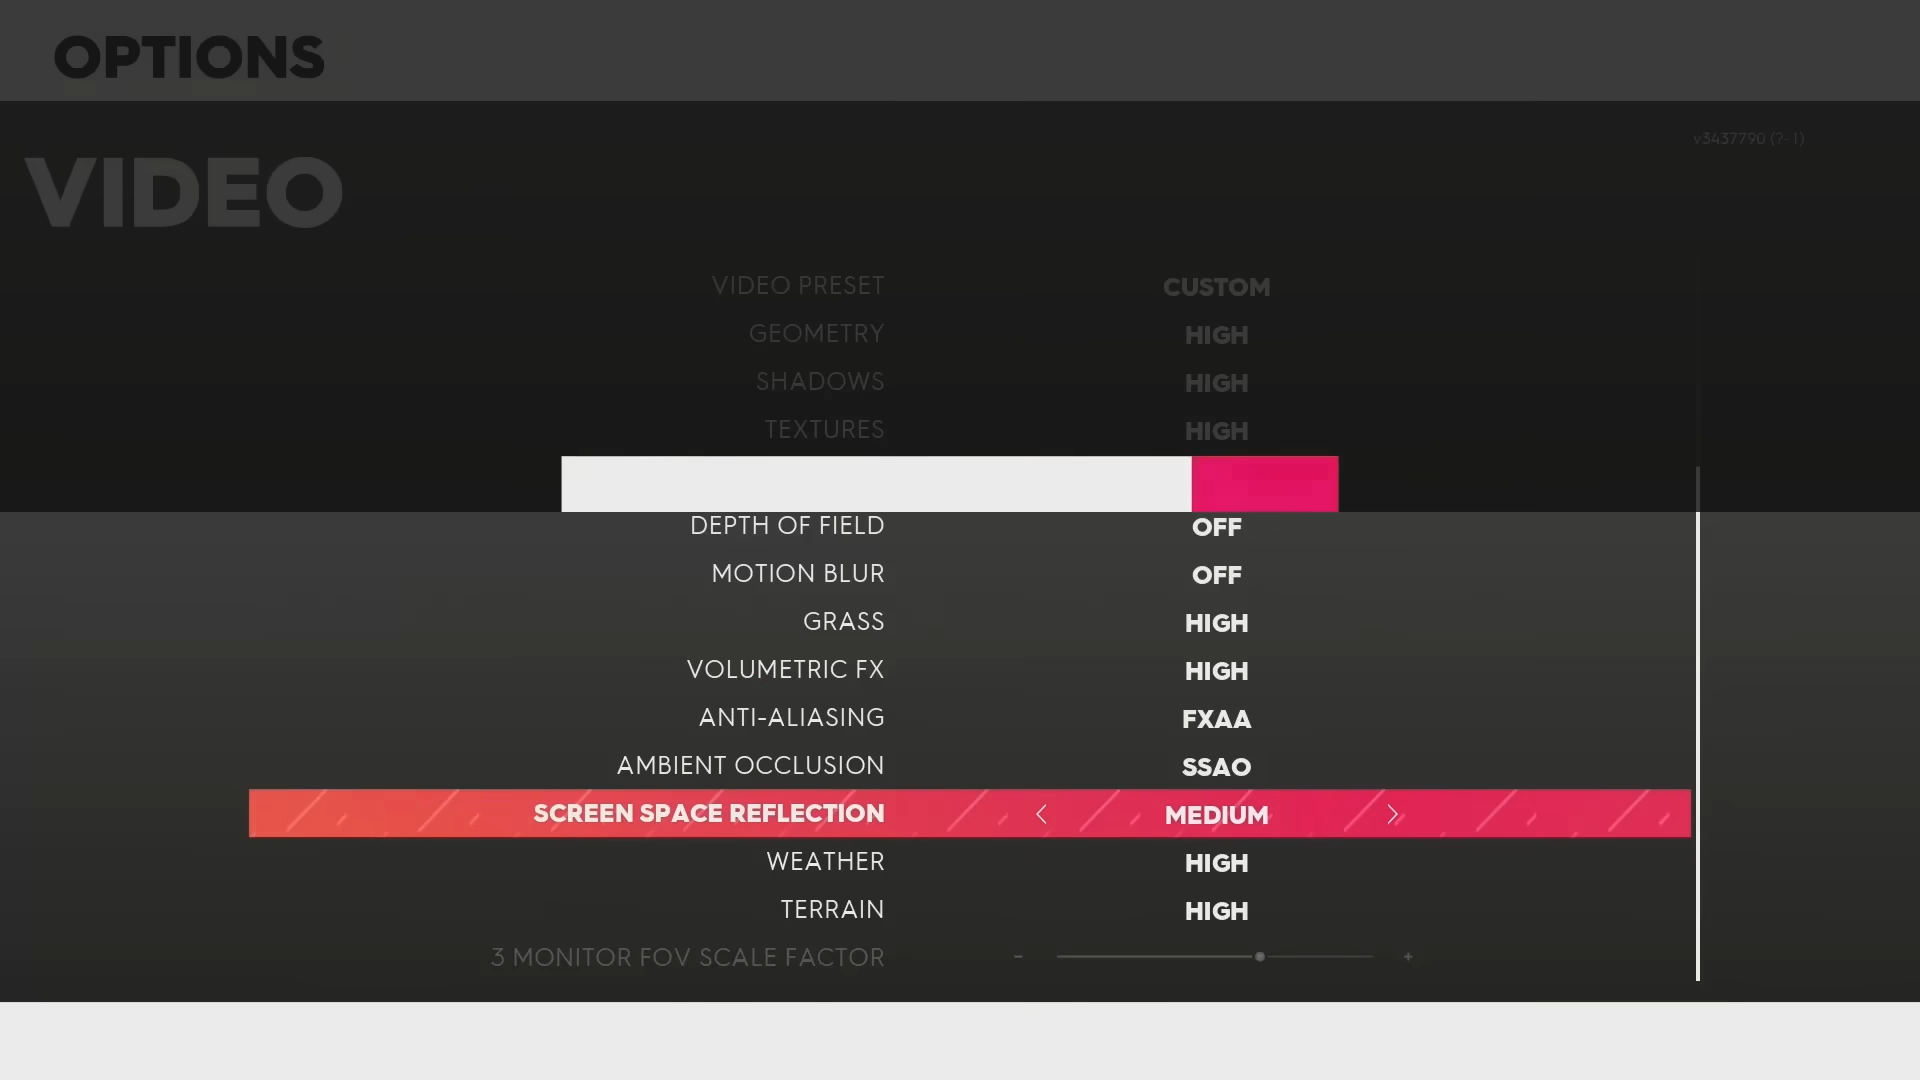 OPTIONS
v3437790 (?-1)
VIDEO
VIDEO PRESET CUSTOM
GEOMETRY HIGH
SHADOWS HIGH
TEXTURES HIGH
DEPTH OF FIELD OFF
MOTION BLUR OFF
GRASS HIGH
VOLUMETRIC FX HIGH
ANTI-ALIASING FXAA
AMBIENT OCCLUSION SSAO
SCREEN SPACE REFLECTION < MEDIUM >
WEATHER HIGH
TERRAIN HIGH
3 MONITOR FOV SCALE FACTOR - +